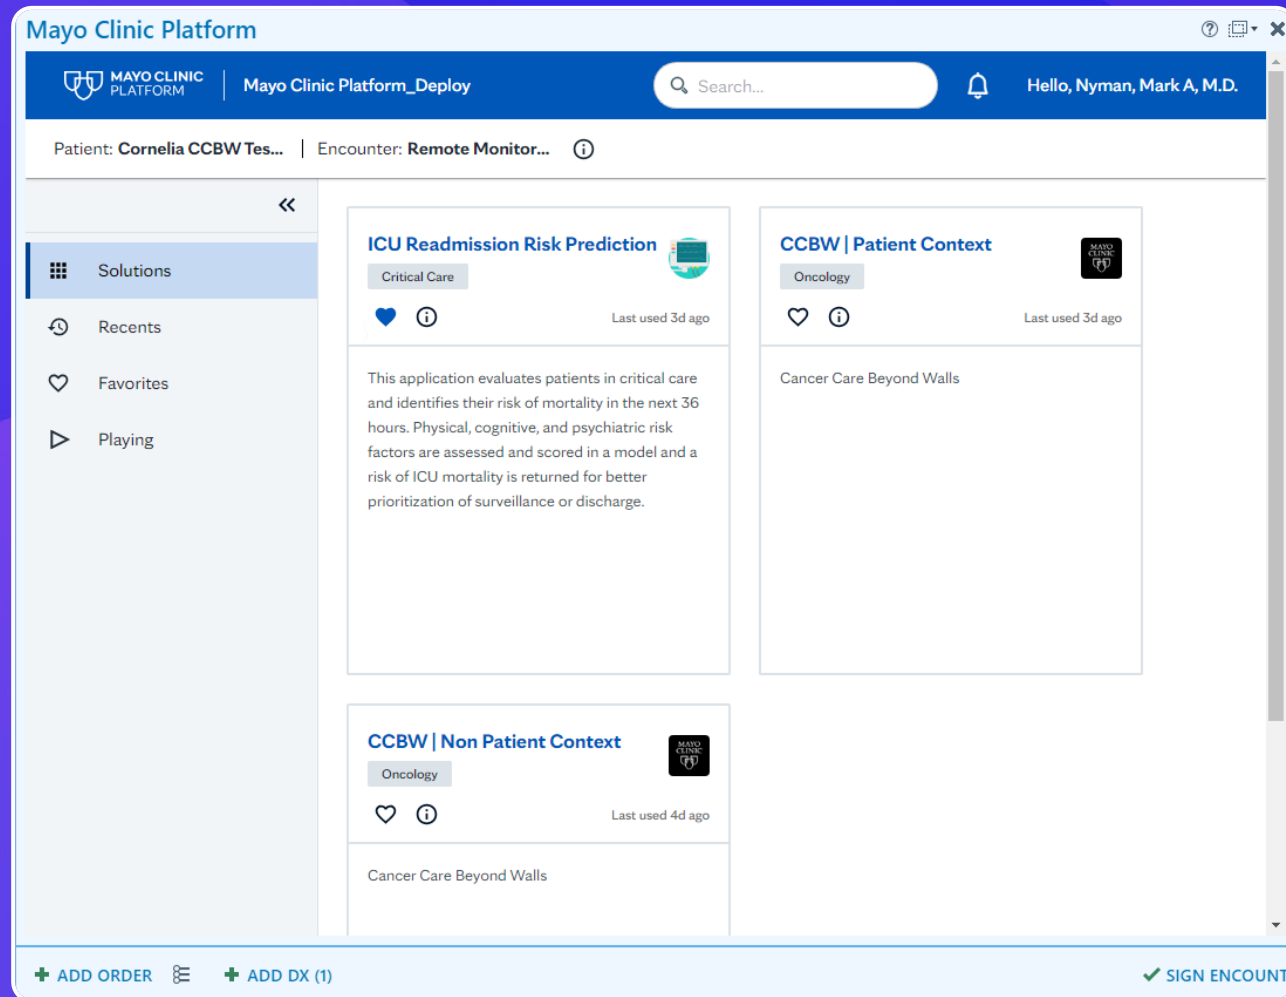 Mayo Clinic Platform
MAYO CLINIC
PLATFORM
Mayo Clinic Platform_Deploy
Search...
Hello, Nyman, Mark A, M.D.
Patient: Cornelia CCBW Tes...
Encounter: Remote Monitor...
Solutions
Recents
Favorites
Playing
ICU Readmission Risk Prediction
Critical Care
Last used 3d ago
This application evaluates patients in critical care
and identifies their risk of mortality in the next 36
hours. Physical, cognitive, and psychiatric risk
factors are assessed and scored in a model and a
risk of ICU mortality is returned for better
prioritization of surveillance or discharge.
CCBW | Patient Context
MAYO
CLINIC
Oncology
Last used 3d ago
Cancer Care Beyond Walls
CCBW | Non Patient Context
MAYO
CLINIC
Oncology
Last used 4d ago
Cancer Care Beyond Walls
ADD ORDER
ADD DX (1)
SIGN ENCOUNT